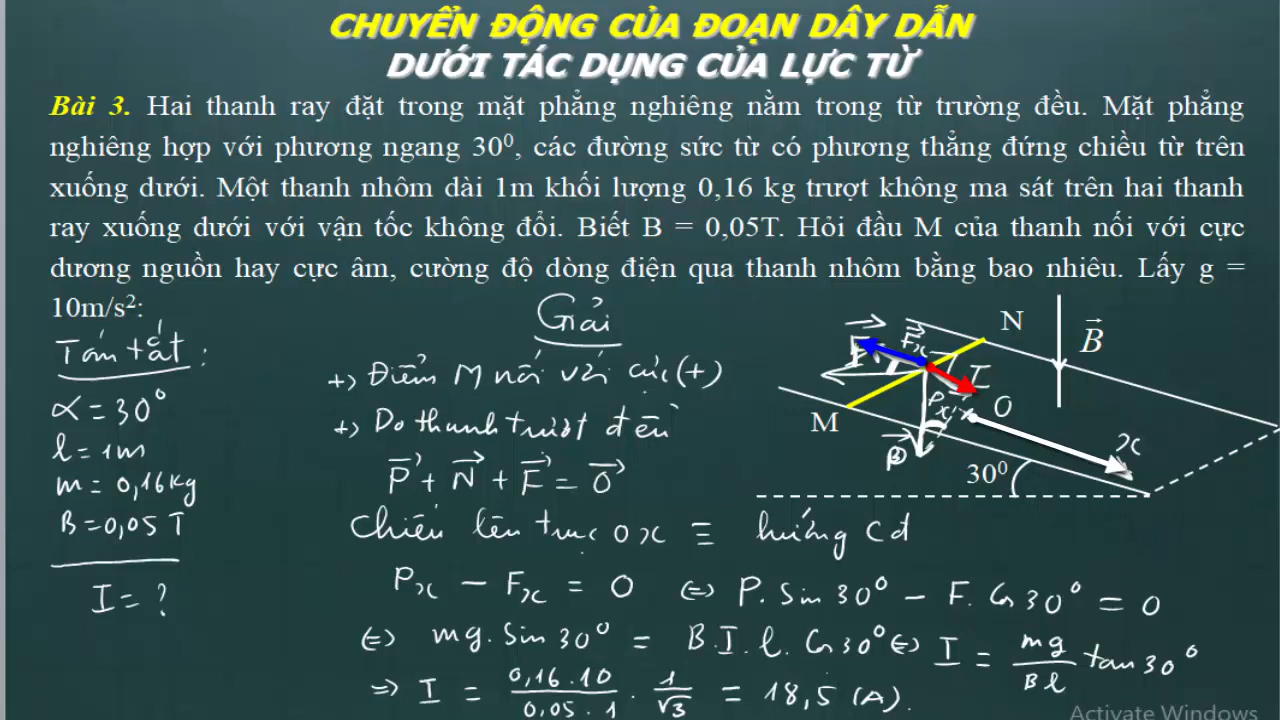 CHUYỂN ĐỘNG CỦA ĐOẠN DÂY DẪN
DƯỚI TÁC DỤNG CỦA LỰC TỪ
Bài 3. Hai thanh ray đặt trong mặt phẳng nghiêng nằm trong từ trường đều. Mặt phẳng
nghiêng hợp với phương ngang 30⁰, các đường sức từ có phương thẳng đứng chiều từ trên
xuống dưới. Một thanh nhôm dài 1m khối lượng 0,16 kg trượt không ma sát trên hai thanh
ray xuống dưới với vận tốc không đổi. Biết B = 0,05T. Hỏi đầu M của thanh nối với cực
dương nguồn hay cực âm, cường độ dòng điện qua thanh nhôm bằng bao nhiêu. Lấy g =
10m/s²:
Giải
Tóm tắt:
α = 30⁰
l = 1m
m = 0,16kg
B = 0,05 T
I = ?
+) Điểm M nối với cực (+)
+) Do thanh trượt đều
P⃗ + N⃗ + F⃗ = 0⃗
Chiếu lên trục Ox ≡ hướng cđ
Px − Fx = 0 ⇔ P. Sin 30⁰ − F. Cos 30⁰ = 0
⇔ mg. Sin 30⁰ = B. I. l. Cos 30⁰ ⇔ I = mg/Bl tan 30⁰
⇒ I = 0,16 . 10/0,05 . 1 . 1/√3 = 18,5 (A).
N
B⃗
F⃗x
F⃗
I
Px
O
M
P⃗
x
30⁰
Activate Windows